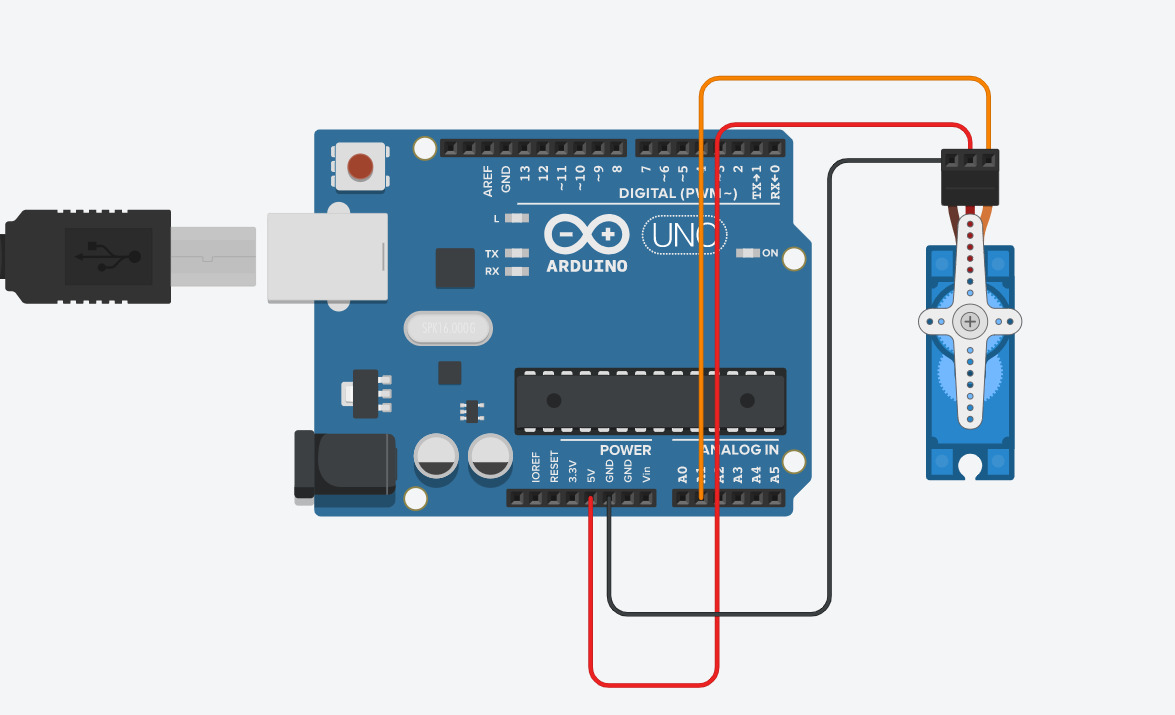 AREF
GND
13
12
~11
~10
~9
8
7
~6
~5
2
TX→1
RX←0
DIGITAL (PWM~)
L
TX
RX
ARDUINO
UNO
ON
SPK16.000G
POWER
ANALOG IN
IOREF
RESET
3.3V
5V
GND
GND
Vin
A0
A1
A2
A3
A4
A5